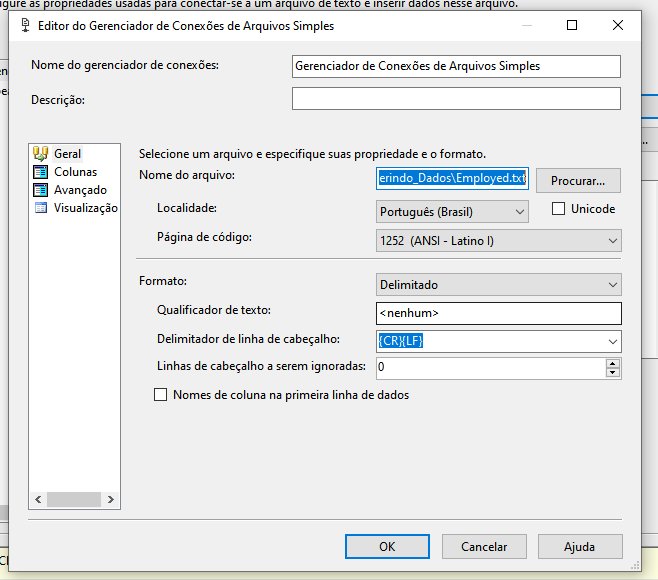 gure as propriedades usadas para conectar-se a um arquivo de texto e inserir dados nesse arquivo.
Editor do Gerenciador de Conexões de Arquivos Simples
Nome do gerenciador de conexões:
Gerenciador de Conexões de Arquivos Simples
Descrição:
Geral
Colunas
Avançado
Visualização
Selecione um arquivo e especifique suas propriedade e o formato.
Nome do arquivo:
erindo_Dados\Employed.txt
Procurar...
Localidade:
Português (Brasil)
Unicode
Página de código:
1252 (ANSI - Latino I)
Formato:
Delimitado
Qualificador de texto:
<nenhum>
Delimitador de linha de cabeçalho:
{CR}{LF}
Linhas de cabeçalho a serem ignoradas:
0
Nomes de coluna na primeira linha de dados
OK
Cancelar
Ajuda